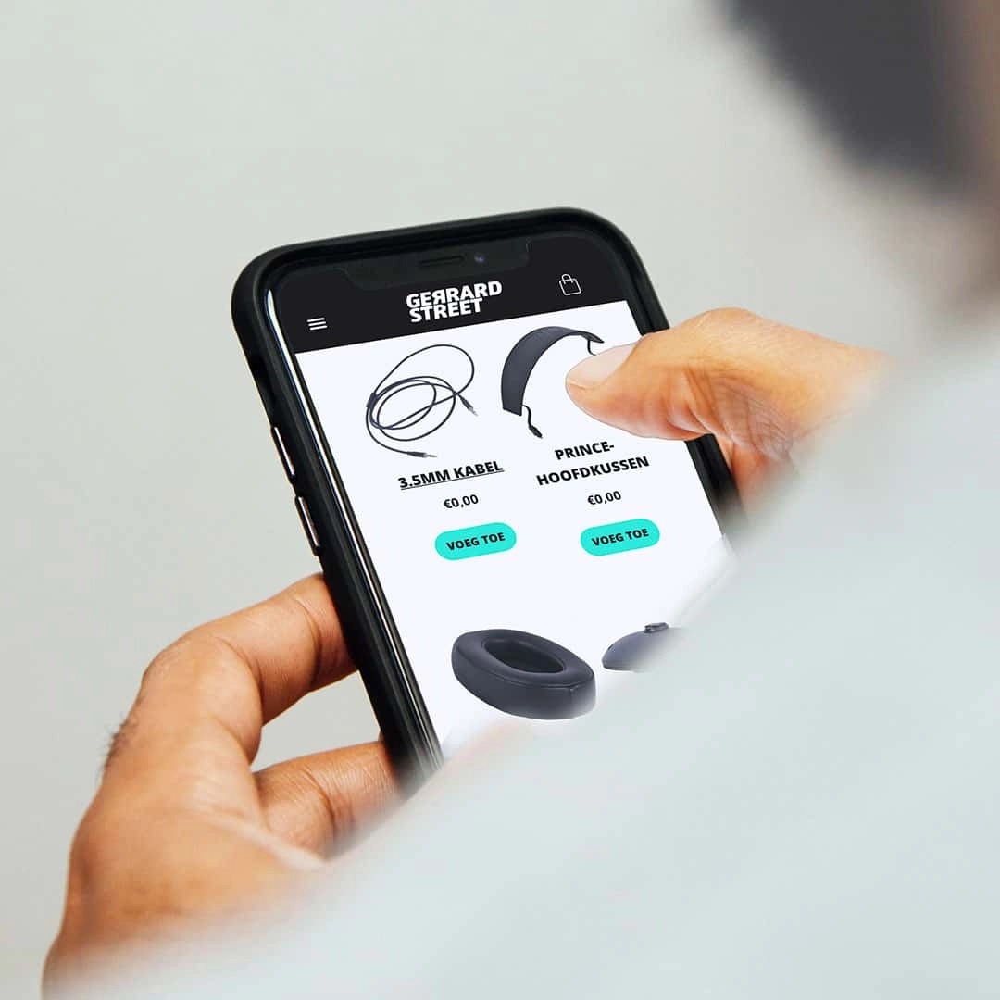 GERRARD
STREET
3.5MM KABEL
€0,00
VOEG TOE
PRINCE-
HOOFDKUSSEN
€0,00
VOEG TOE